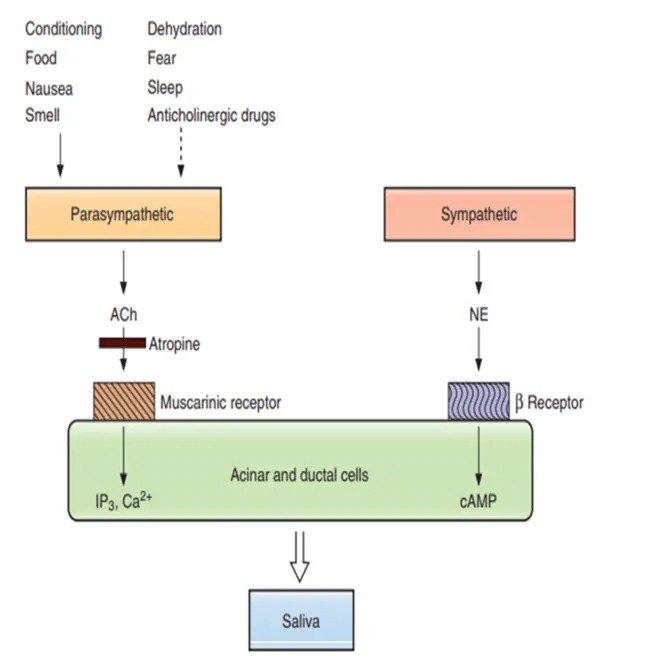 Conditioning
Food
Nausea
Smell
Dehydration
Fear
Sleep
Anticholinergic drugs
Parasympathetic
Sympathetic
ACh
NE
Atropine
Muscarinic receptor
β Receptor
Acinar and ductal cells
IP₃, Ca²⁺
cAMP
Saliva